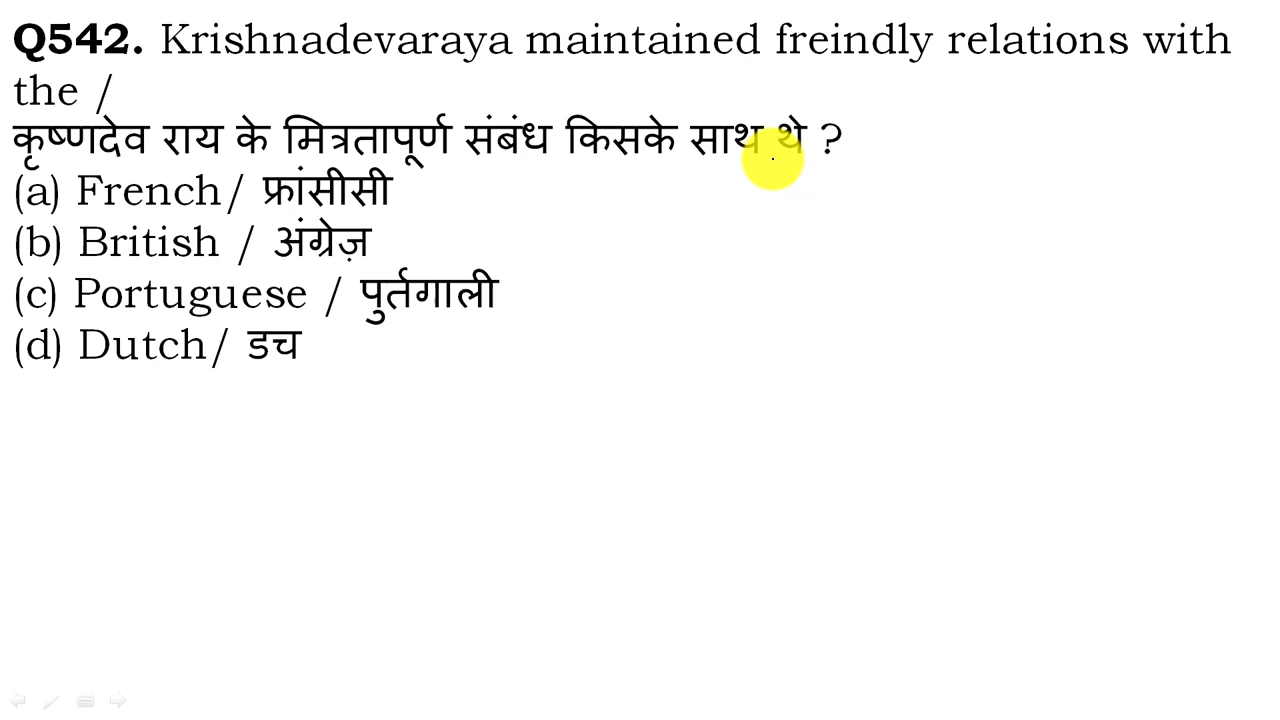 Q542. Krishnadevaraya maintained freindly relations with
the /
कृष्णदेव राय के मित्रतापूर्ण संबंध किसके साथ थे ?
(a) French/ फ्रांसीसी
(b) British / अंग्रेज़
(c) Portuguese / पुर्तगाली
(d) Dutch/ डच